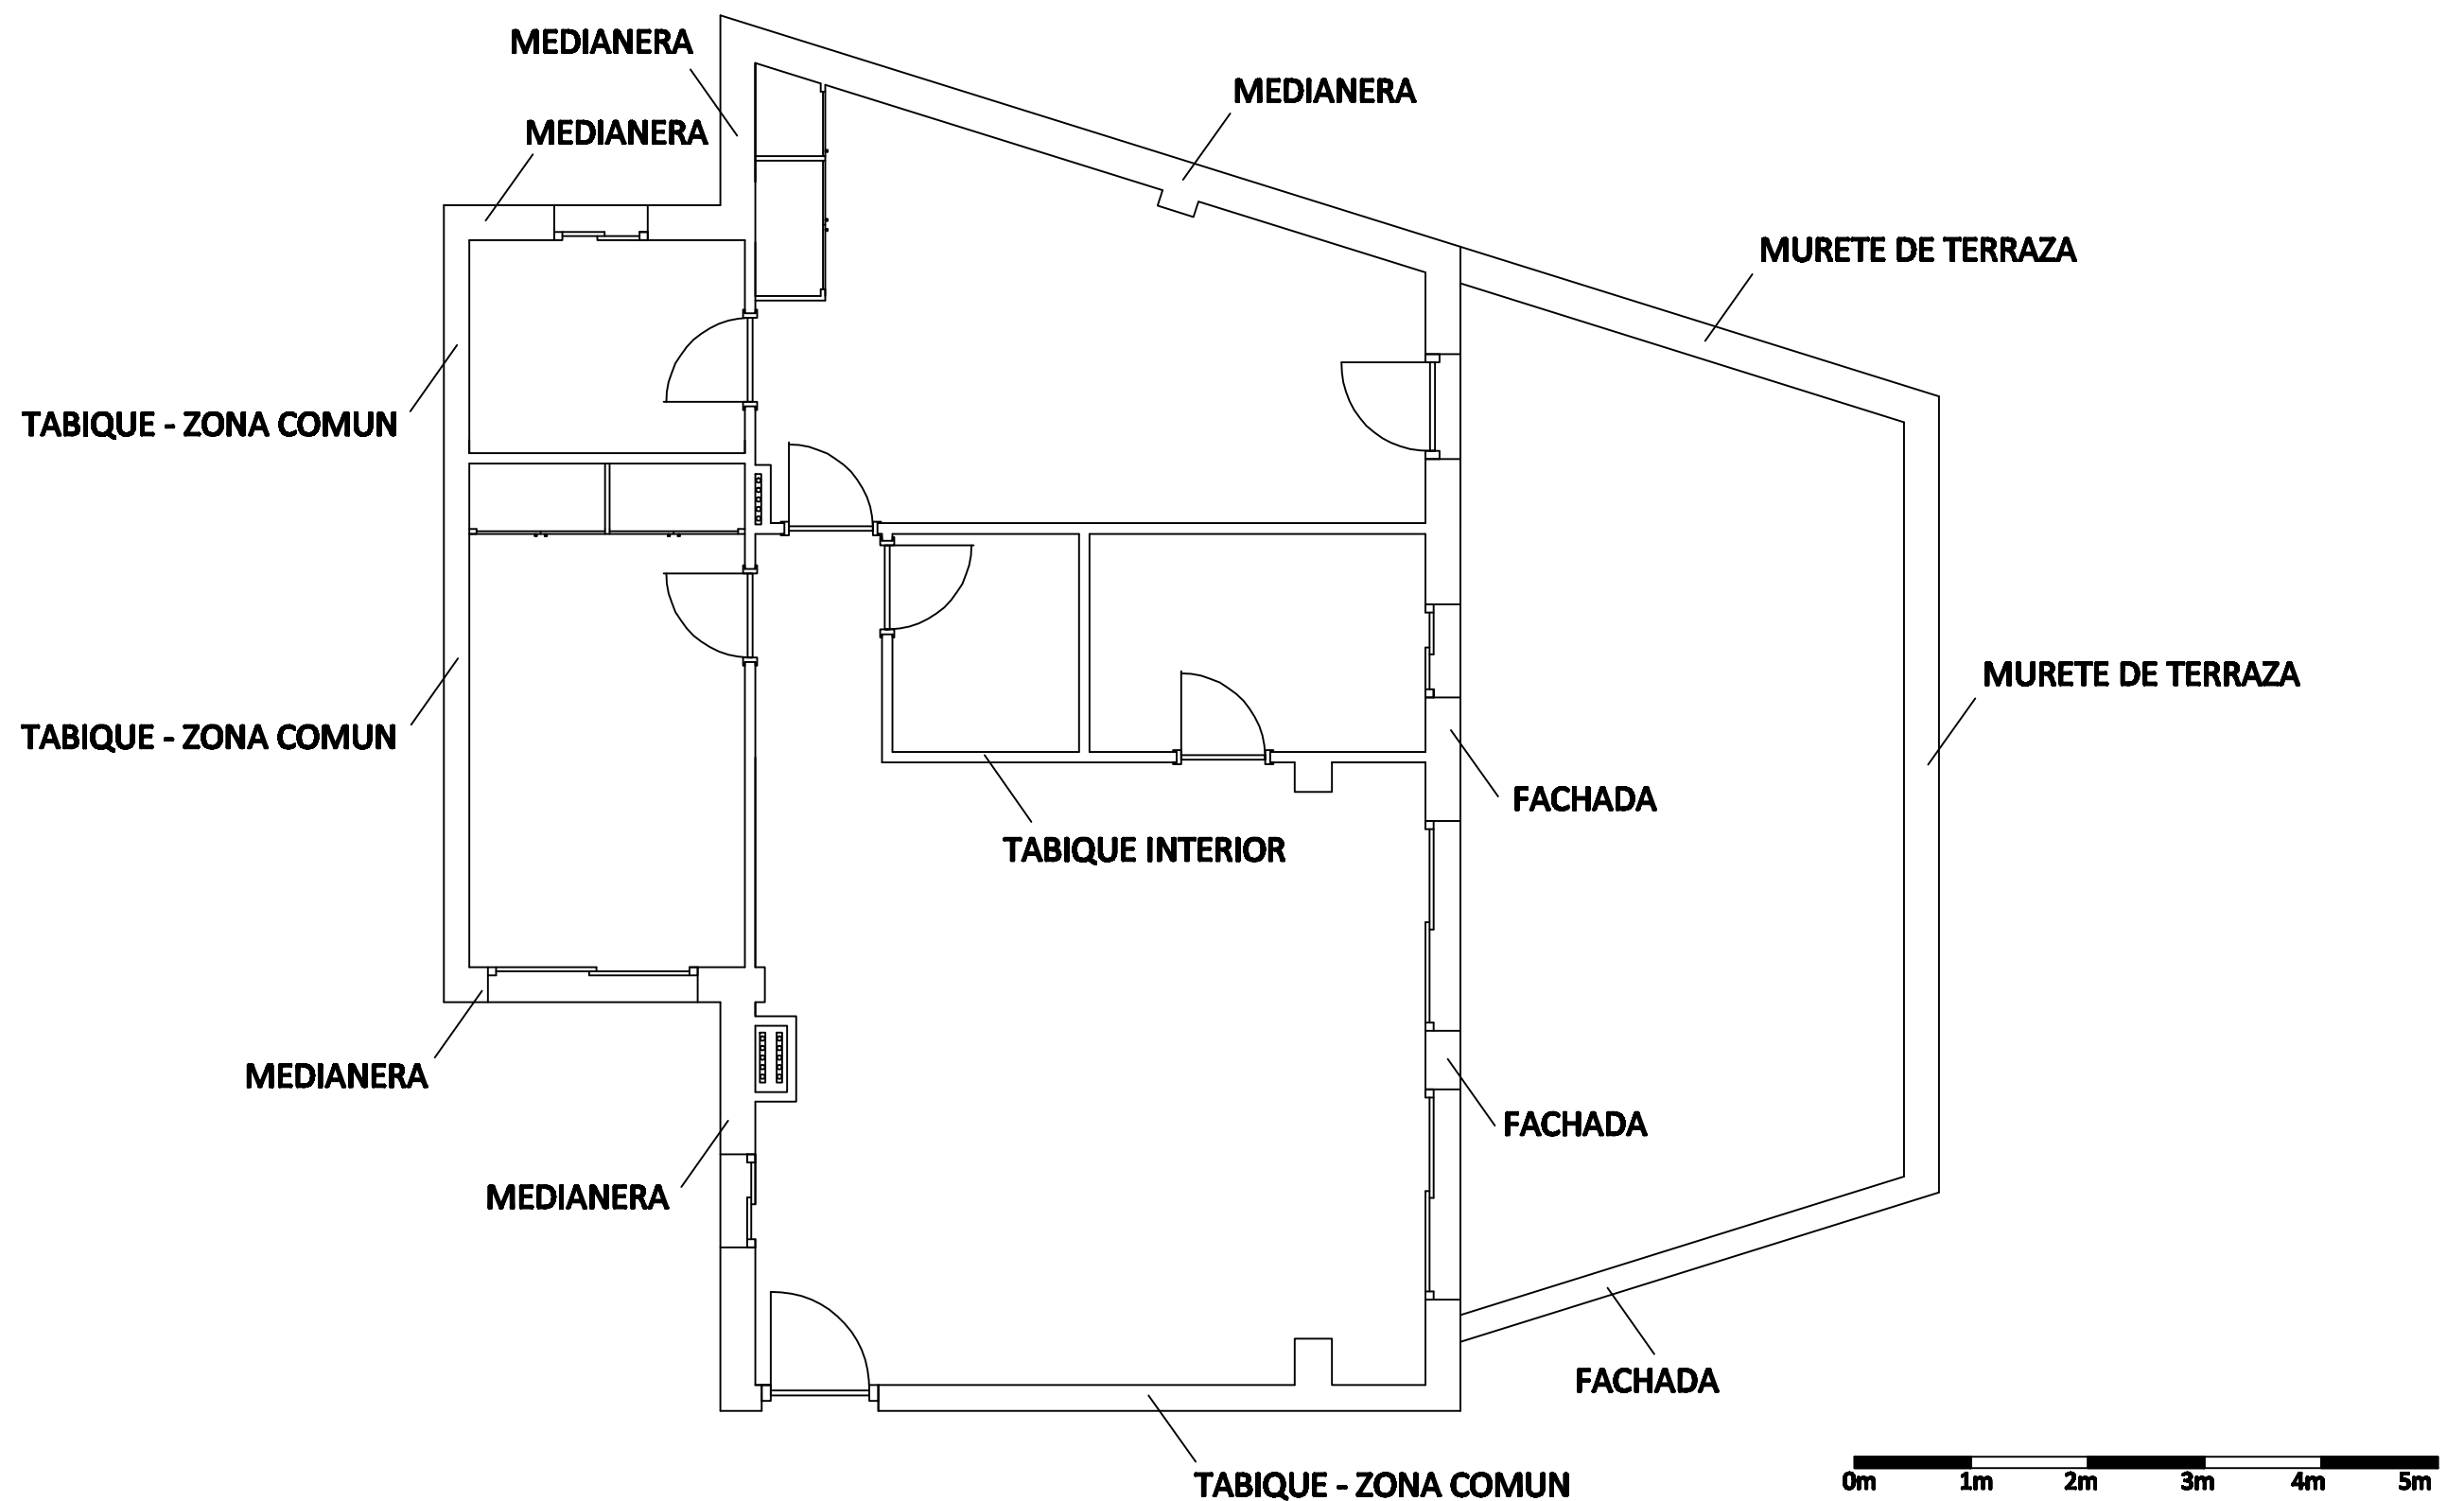 MEDIANERA
MEDIANERA
MEDIANERA
MURETE DE TERRAZA
TABIQUE - ZONA COMUN
MURETE DE TERRAZA
TABIQUE - ZONA COMUN
FACHADA
TABIQUE INTERIOR
MEDIANERA
FACHADA
MEDIANERA
FACHADA
TABIQUE - ZONA COMUN
0m 1m 2m 3m 4m 5m